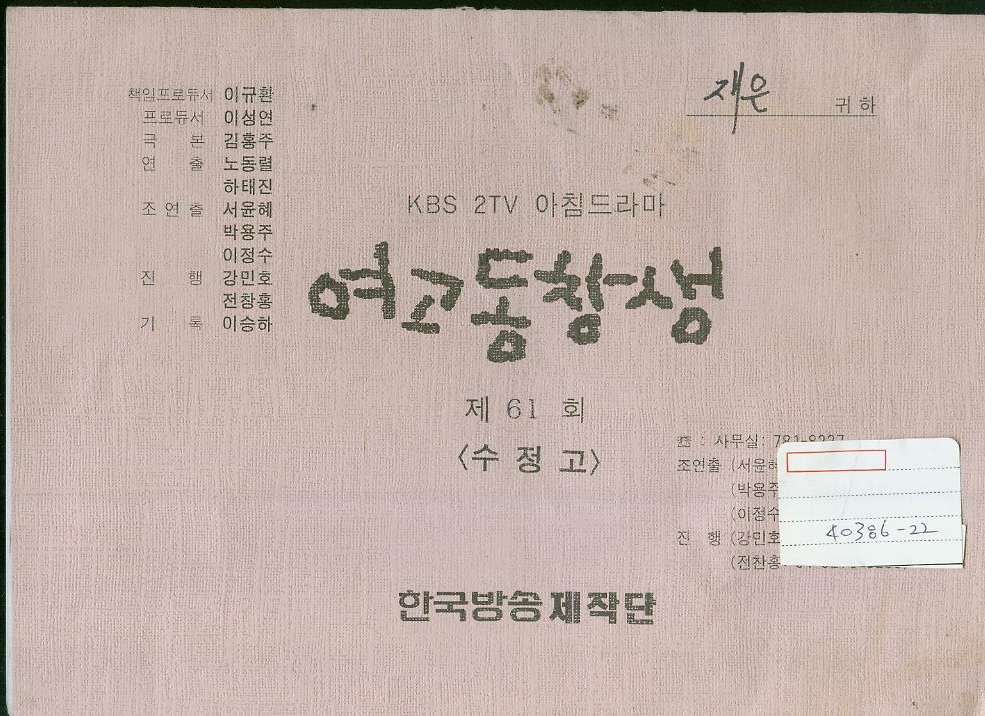 재은 귀하
책임프로듀서 이규환
프로듀서 이성연
극 본 김홍주
연 출 노동렬
하태진
조 연 출 서윤혜
박용주
이정수
진 행 강민호
전창홍
기 록 이승하
KBS 2TV 아침드라마
여고동창생
제 61 회
〈수 정 고〉
☎ : 사무실: 781-8227
조연출 (서윤혜
(박용주
(이정수
진 행 (강민호
(전찬홍
40386-22
한국방송제작단